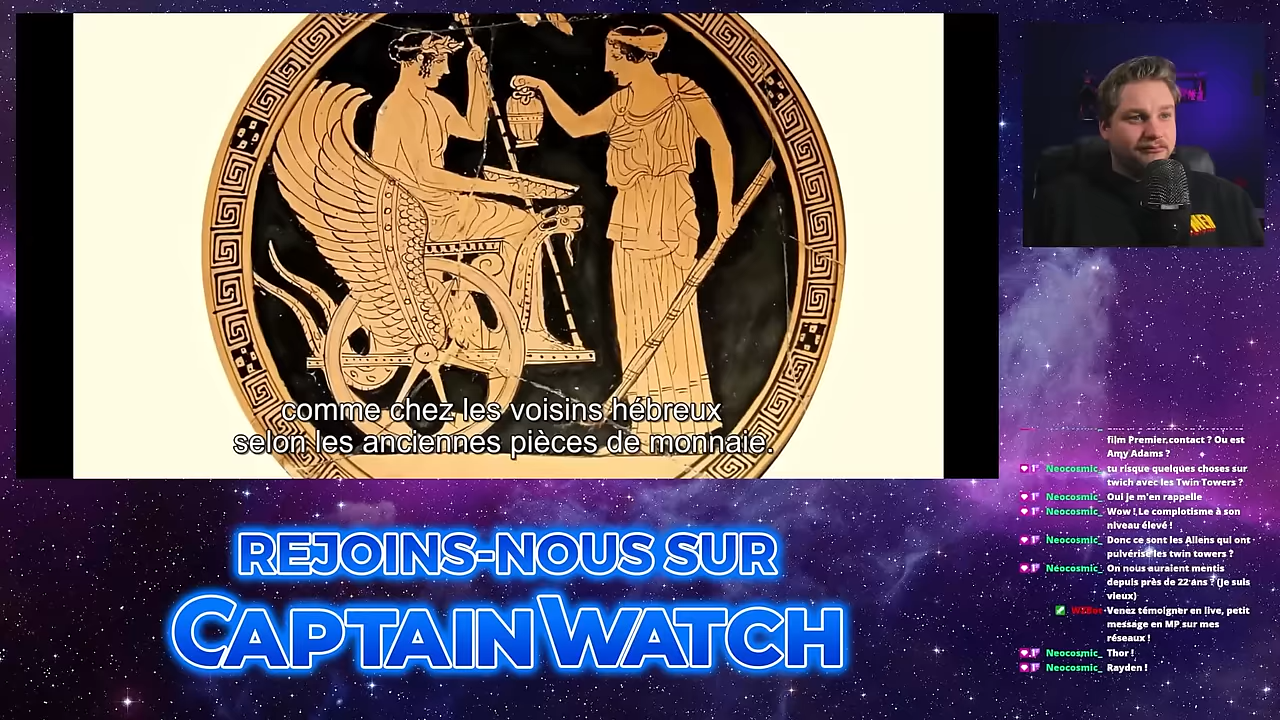 comme chez les voisins hébreux
selon les anciennes pièces de monnaie.
REJOINS-NOUS SUR
CAPTAINWATCH
film Premier contact ? Ou est
Amy Adams ?
Neocosmic_ tu risque quelques choses sur
twich avec les Twin Towers ?
Neocosmic_ Oui je m'en rappelle
Neocosmic_ Wow ! Le complotisme à son
niveau élevé !
Neocosmic_ Donc ce sont les Aliens qui ont
pulvérisé les twin towers ?
Neocosmic_ On nous auraient mentis
depuis près de 22 ans ? (Je suis
vieux)
Venez témoigner en live, petit
message en MP sur mes
réseaux !
Neocosmic_ Thor !
Neocosmic_ Rayden !